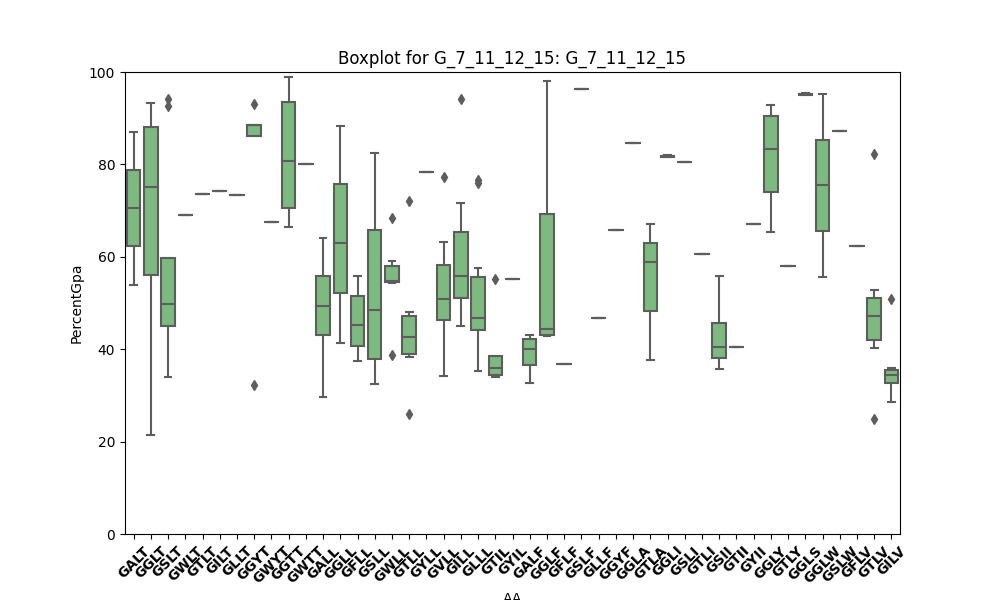 Boxplot for G_7_11_12_15: G_7_11_12_15
PercentGpa
100
80
60
40
20
0
GALT
GGLT
GSLT
GWLT
GTLT
GILT
GLLT
GGYT
GWYT
GGTT
GWTT
GALL
GGLL
GFLL
GSLL
GWLL
GTLL
GYLL
GVLL
GILL
GLLL
GTIL
GYIL
GALF
GGLF
GFLF
GSLF
GLLF
GGYF
GGLA
GTLA
GGLI
GSLI
GTLI
GSII
GTII
GYII
GGLY
GTLY
GGLS
GGLW
GSLW
GFLV
GTLV
GILV
AA